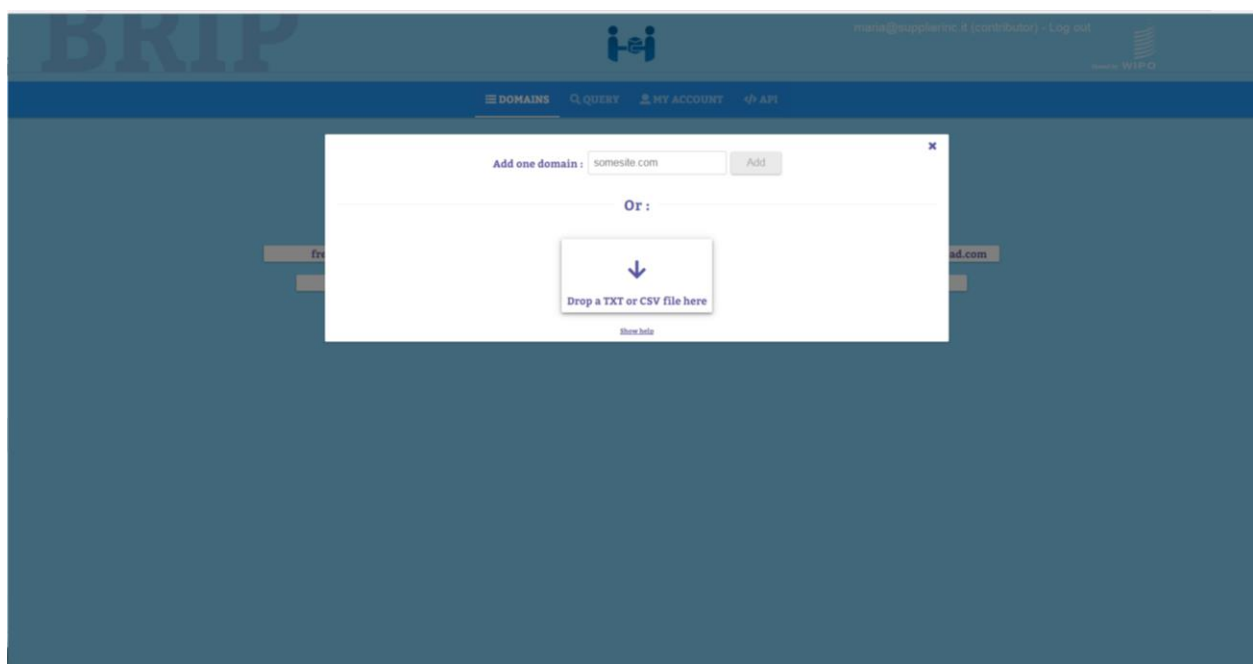 BRIP
maria@supplierinc.it (contributor) - Log out
WIPO
DOMAINS QUERY MY ACCOUNT </> API
Add one domain : somesite.com Add
Or :
fre
ad.com
Drop a TXT or CSV file here
Show help